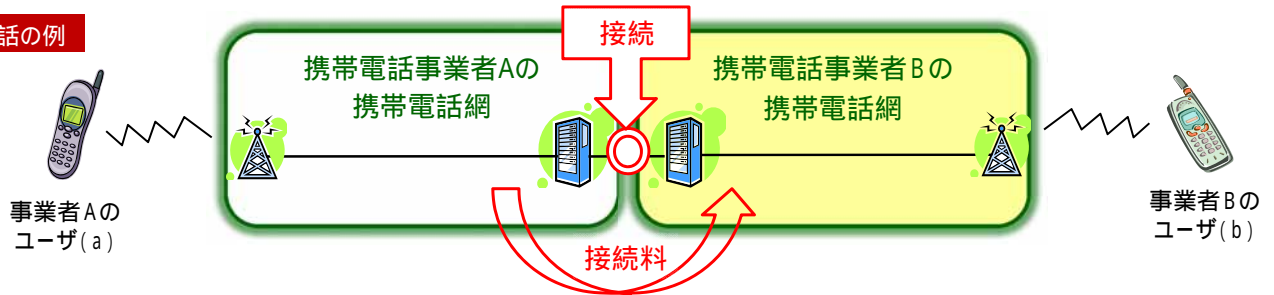 話の例
接続
携帯電話事業者Aの
携帯電話網
携帯電話事業者Bの
携帯電話網
事業者Aの
ユーザ(a)
事業者Bの
ユーザ(b)
接続料